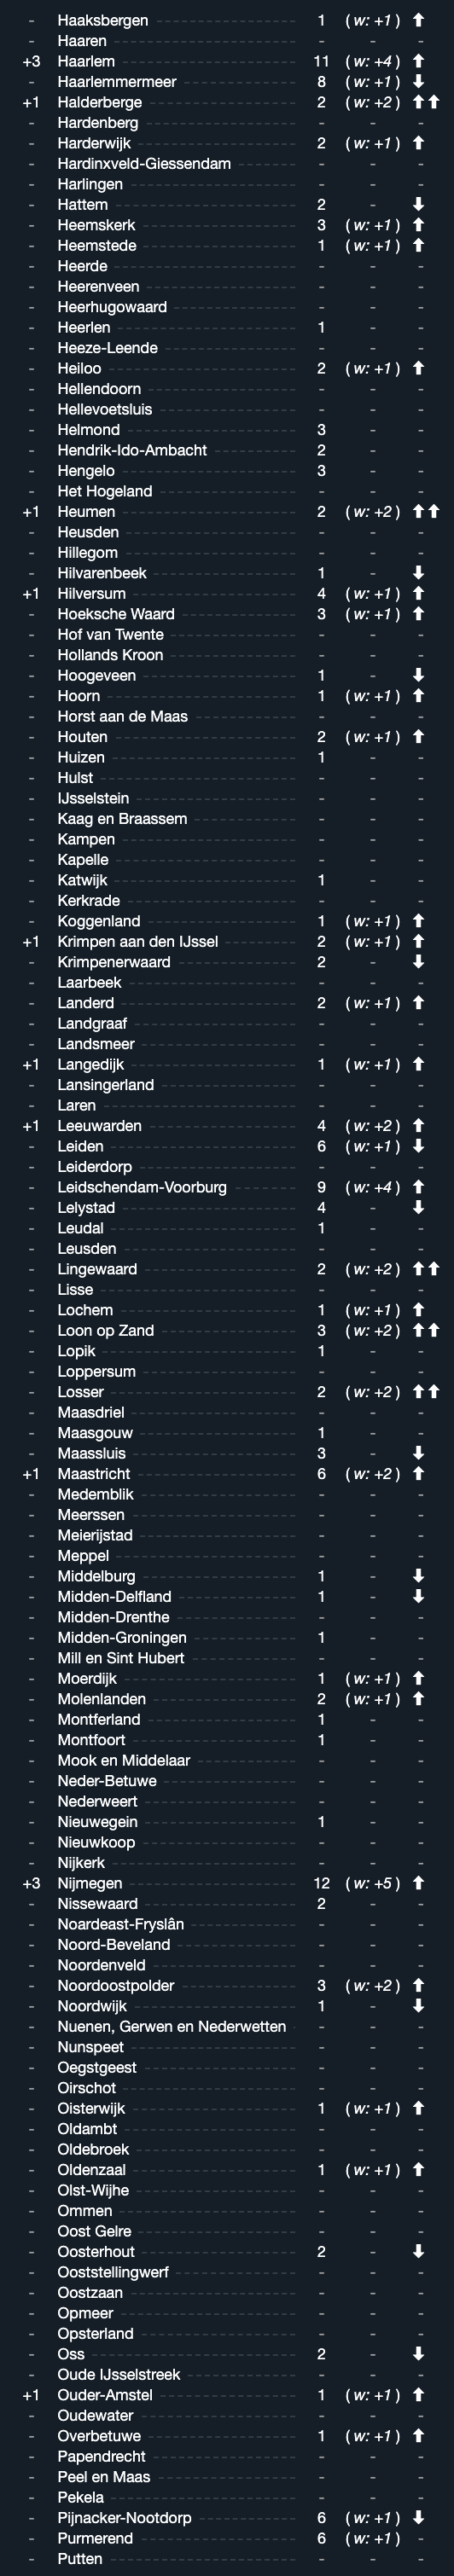 - Haaksbergen 1 ( w: +1 ) ⬆
- Haaren - - -
+3 Haarlem 11 ( w: +4 ) ⬆
- Haarlemmermeer 8 ( w: +1 ) ⬇
+1 Halderberge 2 ( w: +2 ) ⬆⬆
- Hardenberg - - -
- Harderwijk 2 ( w: +1 ) ⬆
- Hardinxveld-Giessendam - - -
- Harlingen - - -
- Hattem 2 - ⬇
- Heemskerk 3 ( w: +1 ) ⬆
- Heemstede 1 ( w: +1 ) ⬆
- Heerde - - -
- Heerenveen - - -
- Heerhugowaard - - -
- Heerlen 1 - -
- Heeze-Leende - - -
- Heiloo 2 ( w: +1 ) ⬆
- Hellendoorn - - -
- Hellevoetsluis - - -
- Helmond 3 - -
- Hendrik-Ido-Ambacht 2 - -
- Hengelo 3 - -
- Het Hogeland - - -
+1 Heumen 2 ( w: +2 ) ⬆⬆
- Heusden - - -
- Hillegom - - -
- Hilvarenbeek 1 - ⬇
+1 Hilversum 4 ( w: +1 ) ⬆
- Hoeksche Waard 3 ( w: +1 ) ⬆
- Hof van Twente - - -
- Hollands Kroon - - -
- Hoogeveen 1 - ⬇
- Hoorn 1 ( w: +1 ) ⬆
- Horst aan de Maas - - -
- Houten 2 ( w: +1 ) ⬆
- Huizen 1 - -
- Hulst - - -
- IJsselstein - - -
- Kaag en Braassem - - -
- Kampen - - -
- Kapelle - - -
- Katwijk 1 - -
- Kerkrade - - -
- Koggenland 1 ( w: +1 ) ⬆
+1 Krimpen aan den IJssel 2 ( w: +1 ) ⬆
- Krimpenerwaard 2 - ⬇
- Laarbeek - - -
- Landerd 2 ( w: +1 ) ⬆
- Landgraaf - - -
- Landsmeer - - -
+1 Langedijk 1 ( w: +1 ) ⬆
- Lansingerland - - -
- Laren - - -
+1 Leeuwarden 4 ( w: +2 ) ⬆
- Leiden 6 ( w: +1 ) ⬇
- Leiderdorp - - -
- Leidschendam-Voorburg 9 ( w: +4 ) ⬆
- Lelystad 4 - ⬇
- Leudal 1 - -
- Leusden - - -
- Lingewaard 2 ( w: +2 ) ⬆⬆
- Lisse - - -
- Lochem 1 ( w: +1 ) ⬆
- Loon op Zand 3 ( w: +2 ) ⬆⬆
- Lopik 1 - -
- Loppersum - - -
- Losser 2 ( w: +2 ) ⬆⬆
- Maasdriel - - -
- Maasgouw 1 - -
- Maassluis 3 - ⬇
+1 Maastricht 6 ( w: +2 ) ⬆
- Medemblik - - -
- Meerssen - - -
- Meierijstad - - -
- Meppel - - -
- Middelburg 1 - ⬇
- Midden-Delfland 1 - ⬇
- Midden-Drenthe - - -
- Midden-Groningen 1 - -
- Mill en Sint Hubert - - -
- Moerdijk 1 ( w: +1 ) ⬆
- Molenlanden 2 ( w: +1 ) ⬆
- Montferland 1 - -
- Montfoort 1 - -
- Mook en Middelaar - - -
- Neder-Betuwe - - -
- Nederweert - - -
- Nieuwegein 1 - -
- Nieuwkoop - - -
- Nijkerk - - -
+3 Nijmegen 12 ( w: +5 ) ⬆
- Nissewaard 2 - -
- Noardeast-Fryslân - - -
- Noord-Beveland - - -
- Noordenveld - - -
- Noordoostpolder 3 ( w: +2 ) ⬆
- Noordwijk 1 - ⬇
- Nuenen, Gerwen en Nederwetten - - -
- Nunspeet - - -
- Oegstgeest - - -
- Oirschot - - -
- Oisterwijk 1 ( w: +1 ) ⬆
- Oldambt - - -
- Oldebroek - - -
- Oldenzaal 1 ( w: +1 ) ⬆
- Olst-Wijhe - - -
- Ommen - - -
- Oost Gelre - - -
- Oosterhout 2 - ⬇
- Ooststellingwerf - - -
- Oostzaan - - -
- Opmeer - - -
- Opsterland - - -
- Oss 2 - ⬇
- Oude IJsselstreek - - -
+1 Ouder-Amstel 1 ( w: +1 ) ⬆
- Oudewater - - -
- Overbetuwe 1 ( w: +1 ) ⬆
- Papendrecht - - -
- Peel en Maas - - -
- Pekela - - -
- Pijnacker-Nootdorp 6 ( w: +1 ) ⬇
- Purmerend 6 ( w: +1 ) -
- Putten - - -